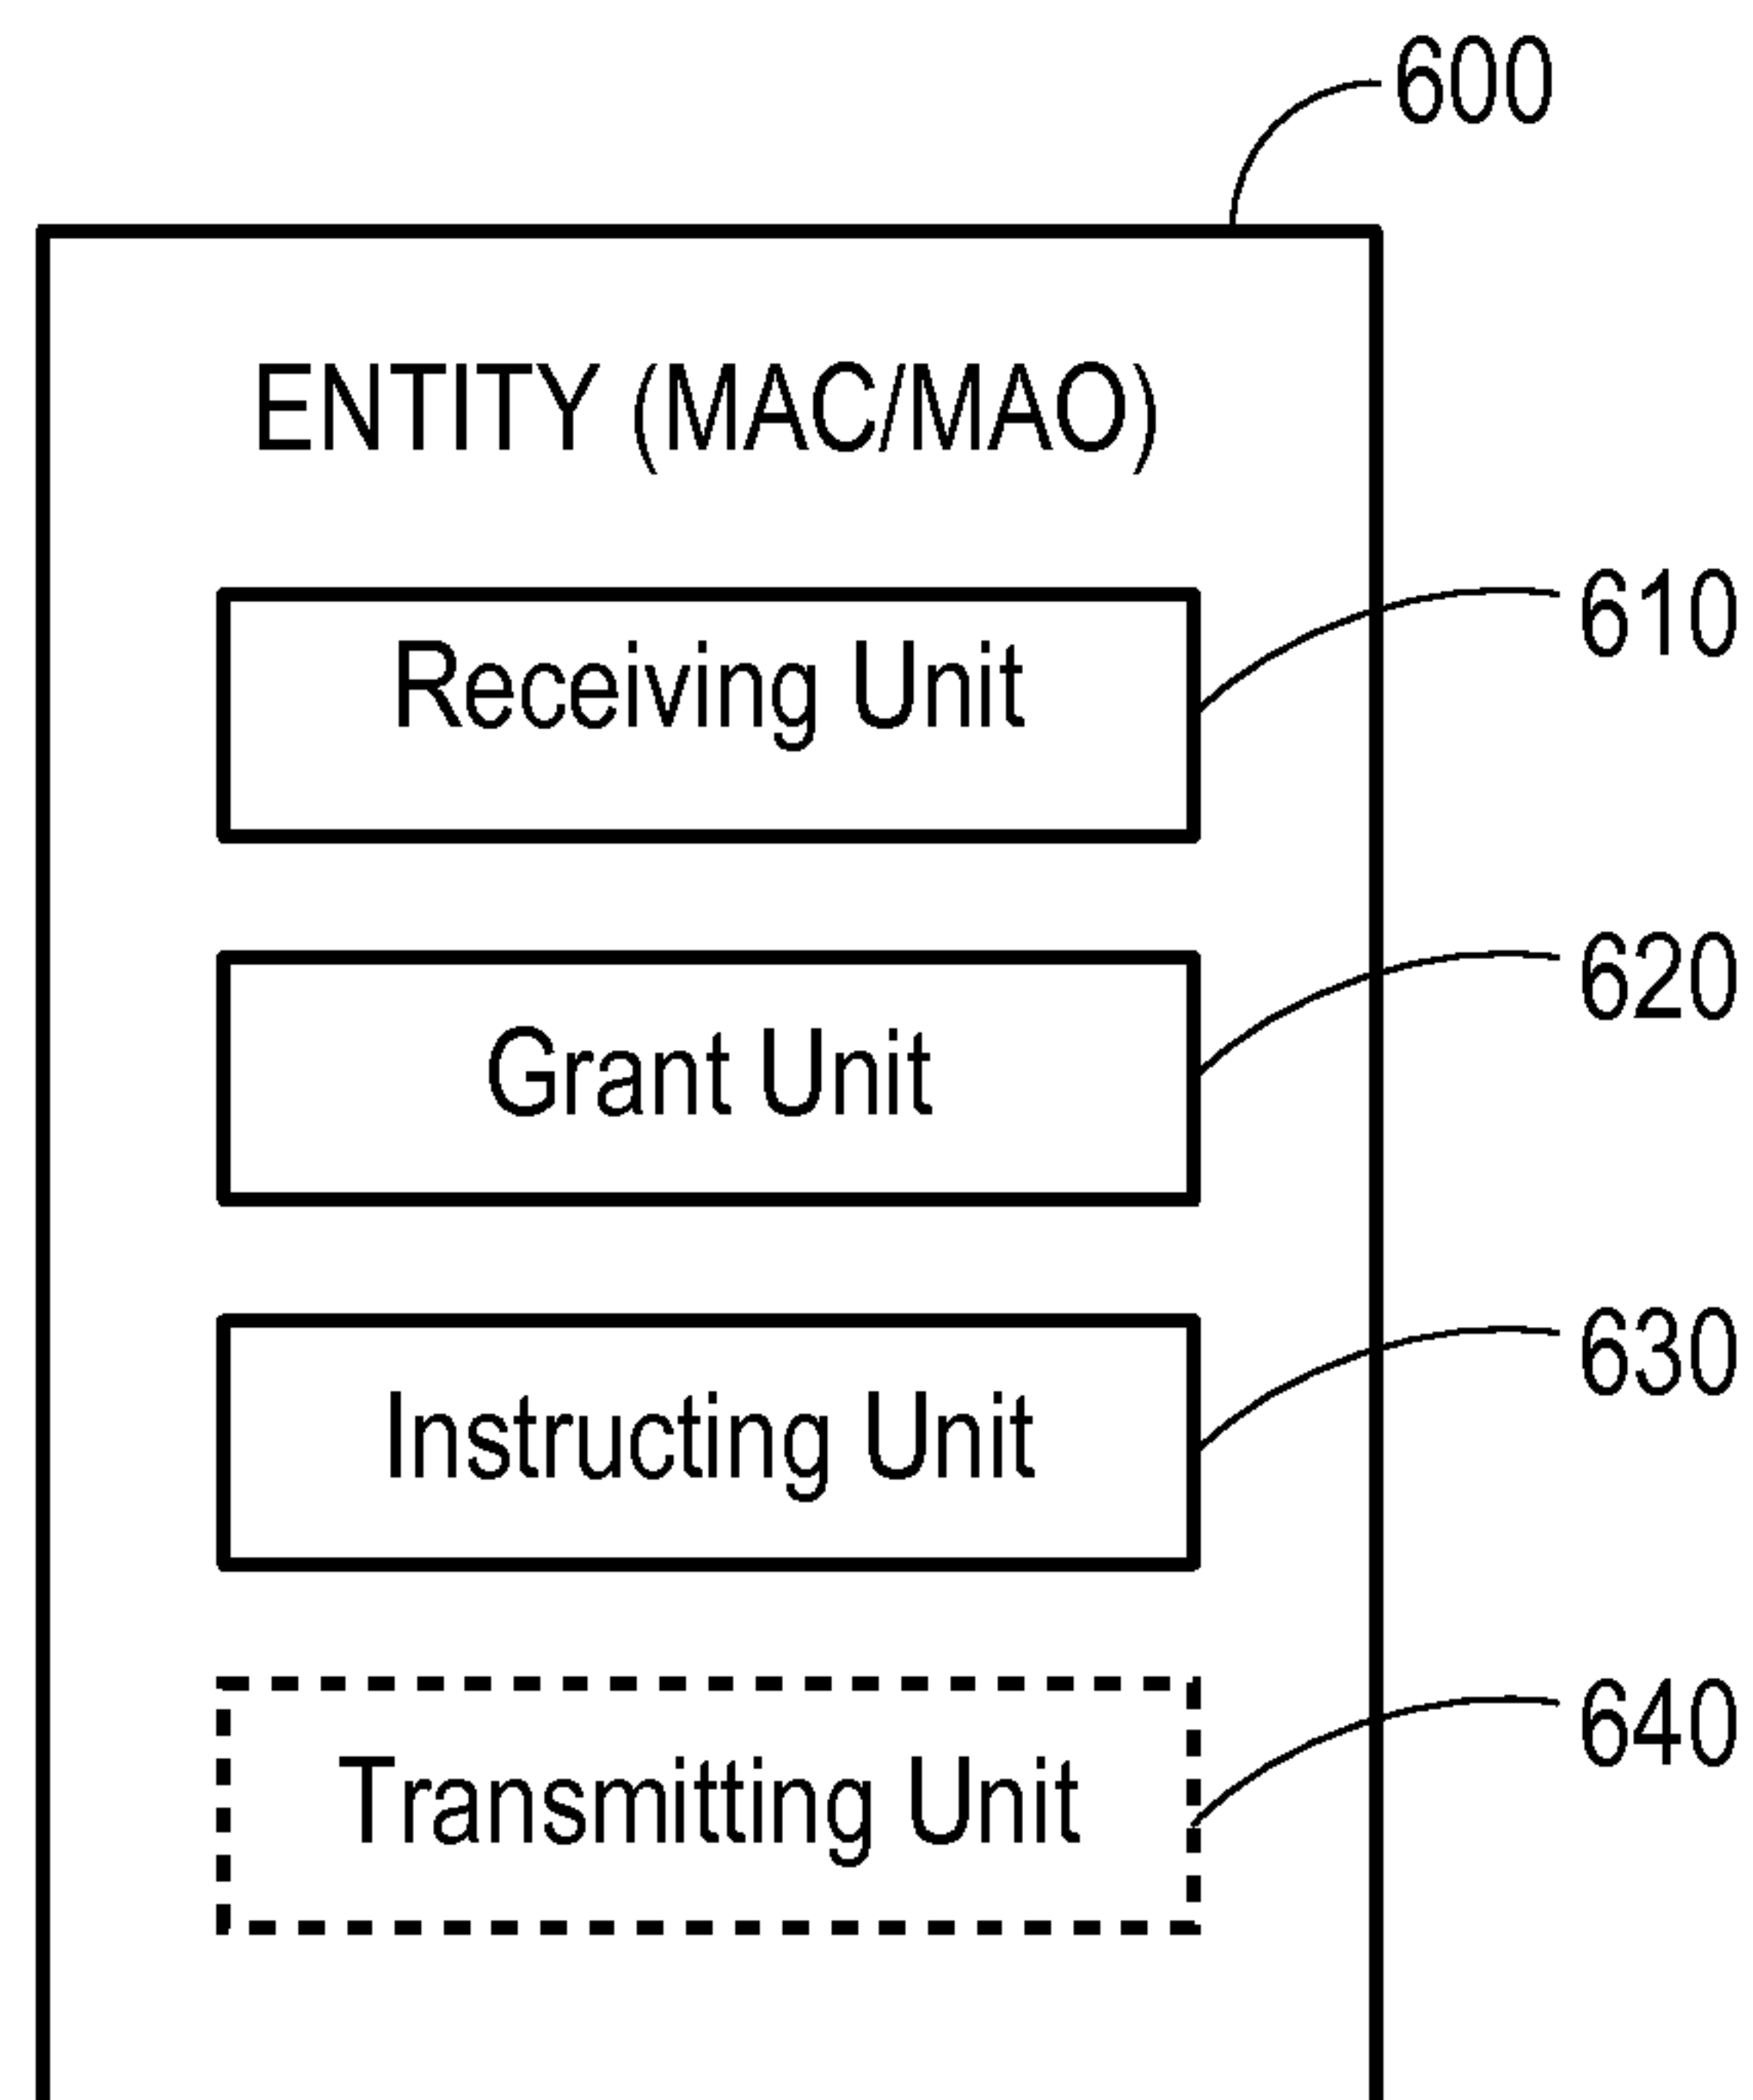 600
ENTITY (MAC/MAO)
Receiving Unit
610
Grant Unit
620
Instructing Unit
630
Transmitting Unit
640